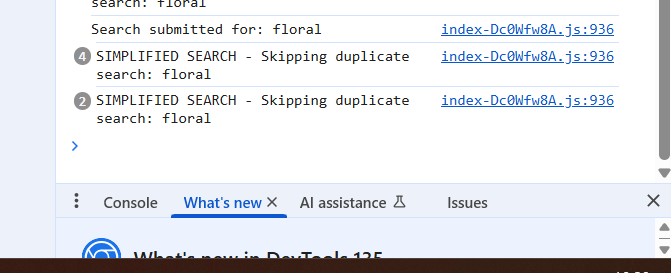 search: floral
Search submitted for: floral index-Dc0Wfw8A.js:936
4 SIMPLIFIED SEARCH - Skipping duplicate index-Dc0Wfw8A.js:936
search: floral
2 SIMPLIFIED SEARCH - Skipping duplicate index-Dc0Wfw8A.js:936
search: floral
Console What's new AI assistance Issues
What's new in DevTools 135